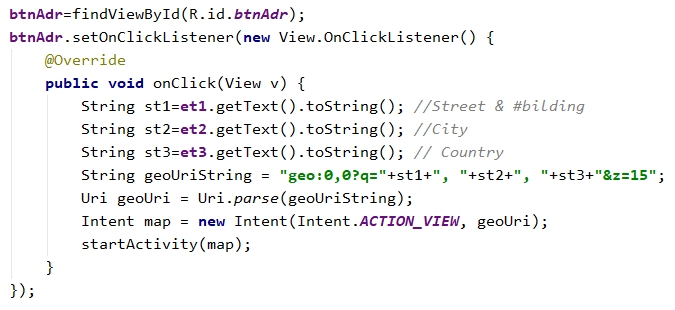 btnAdr=findViewById(R.id.btnAdr);
btnAdr.setOnClickListener(new View.OnClickListener() {
    @Override
    public void onClick(View v) {
        String st1=et1.getText().toString(); //Street & #bilding
        String st2=et2.getText().toString(); //City
        String st3=et3.getText().toString(); // Country
        String geoUriString = "geo:0,0?q="+st1+", "+st2+", "+st3+"&z=15";
        Uri geoUri = Uri.parse(geoUriString);
        Intent map = new Intent(Intent.ACTION_VIEW, geoUri);
        startActivity(map);
    }
});